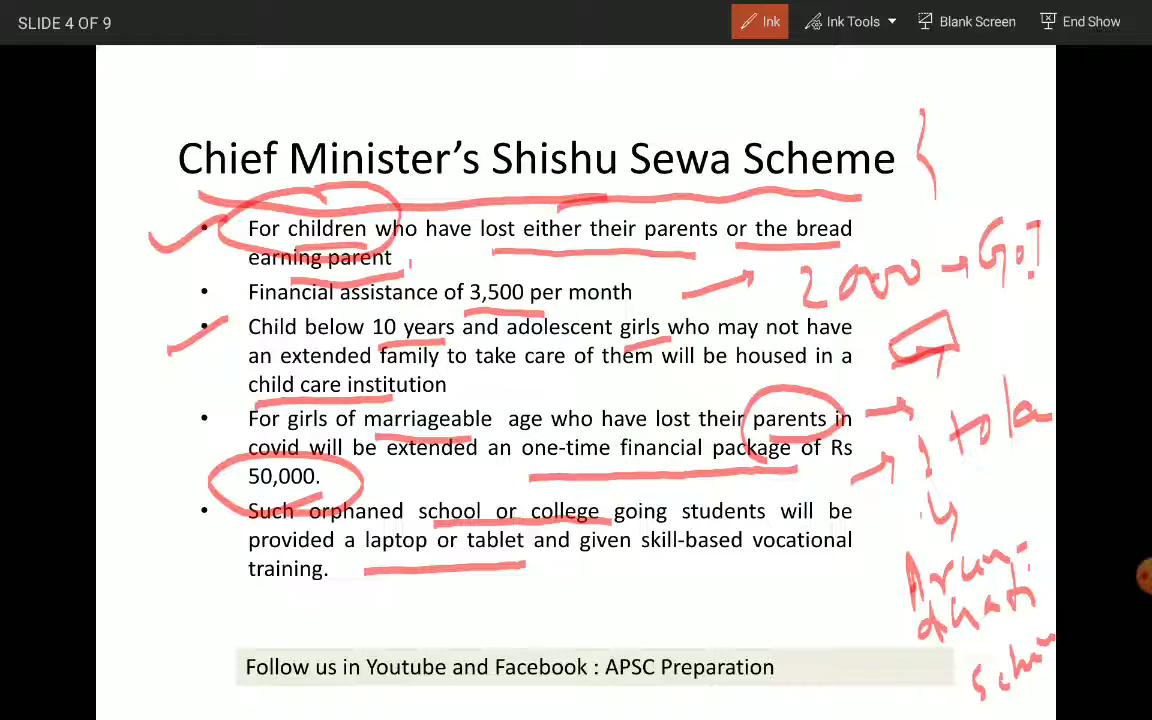 SLIDE 4 OF 9
Ink
Ink Tools
Blank Screen
End Show
Chief Minister's Shishu Sewa Scheme
• For children who have lost either their parents or the bread
earning parent
• Financial assistance of 3,500 per month
2000 → GoI
• Child below 10 years and adolescent girls who may not have
an extended family to take care of them will be housed in a
child care institution
• For girls of marriageable age who have lost their parents in
covid will be extended an one-time financial package of Rs
50,000.
1 tola
• Such orphaned school or college going students will be
provided a laptop or tablet and given skill-based vocational
training.
Arun-
dhati
Follow us in Youtube and Facebook : APSC Preparation